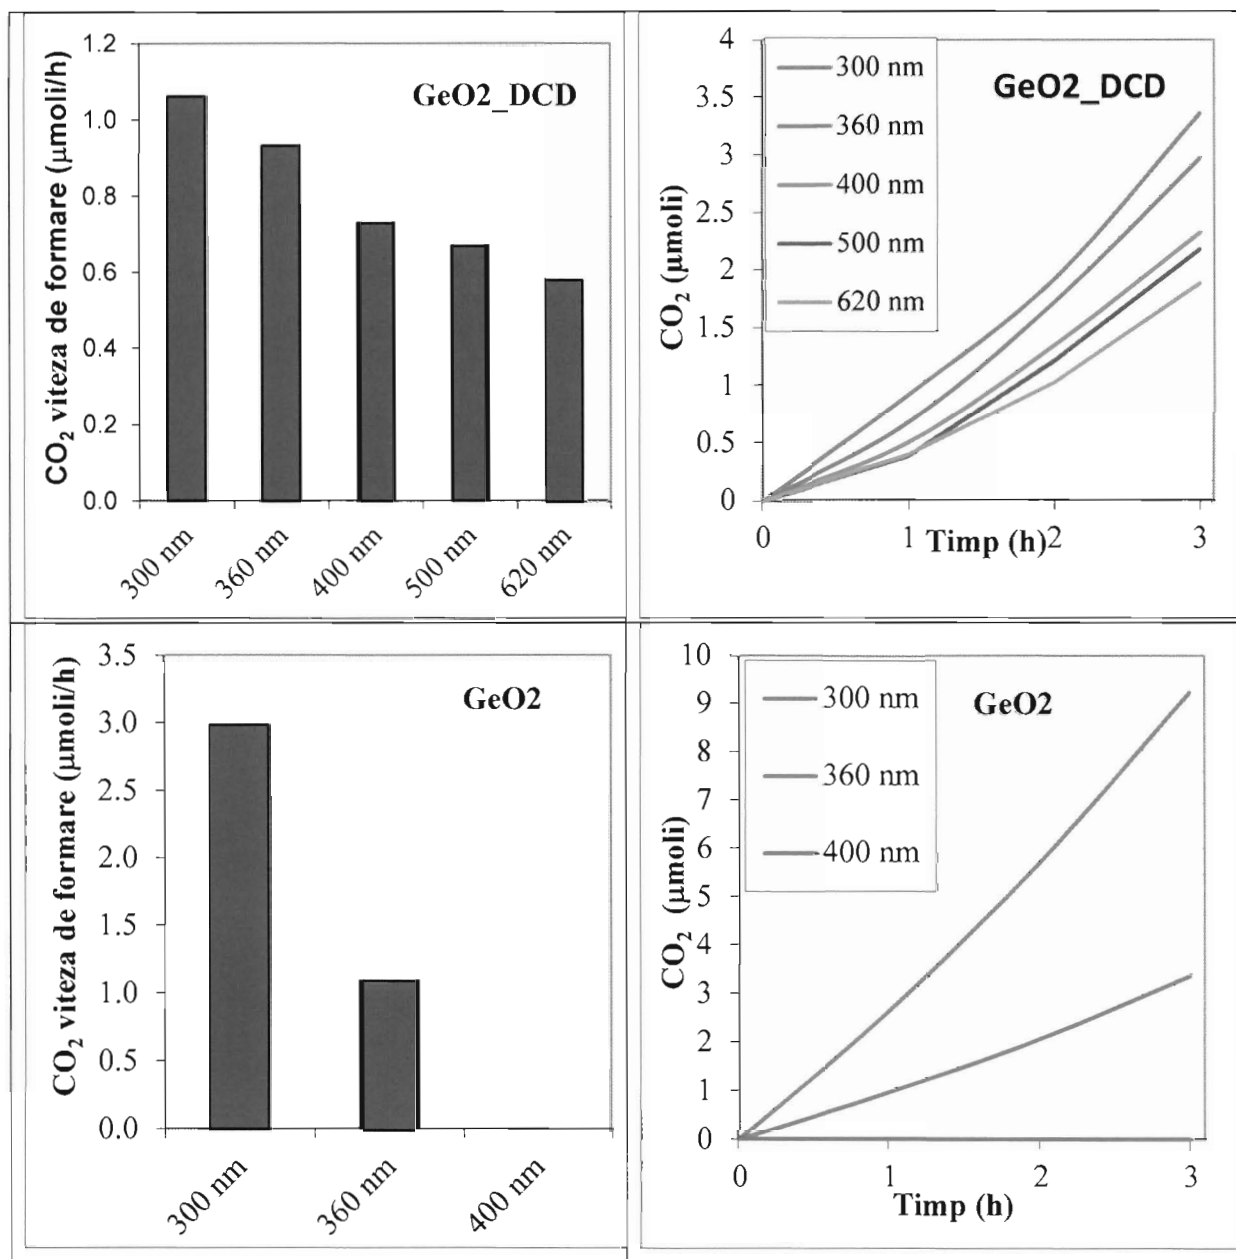 CO₂ viteza de formare (µmoli/h)
1.2
1.0
0.8
0.6
0.4
0.2
0.0
GeO2_DCD
300 nm
360 nm
400 nm
500 nm
620 nm
CO₂ (µmoli)
4
3.5
3
2.5
2
1.5
1
0.5
0
300 nm
360 nm
400 nm
500 nm
620 nm
GeO2_DCD
0
1
2
3
Timp (h)
CO₂ viteza de formare (µmoli/h)
3.5
3.0
2.5
2.0
1.5
1.0
0.5
0.0
GeO2
300 nm
360 nm
400 nm
CO₂ (µmoli)
10
9
8
7
6
5
4
3
2
1
0
300 nm
360 nm
400 nm
GeO2
0
1
2
3
Timp (h)